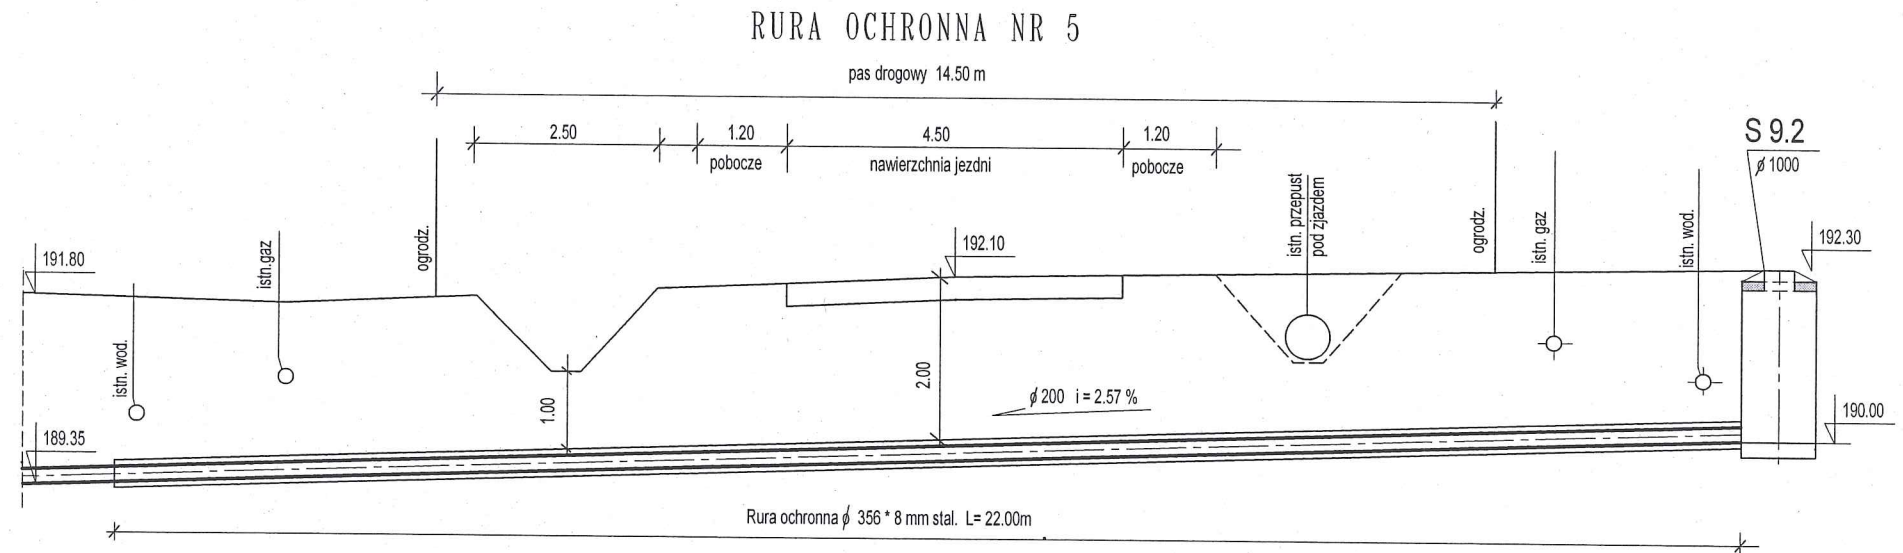 RURA OCHRONNA NR 5
pas drogowy 14.50 m
2.50
1.20
4.50
1.20
pobocze
nawierzchnia jezdni
pobocze
S 9.2
ϕ 1000
191.80
istn.gaz
ogrodz.
192.10
istn. przepust
pod zjazdem
ogrodz.
istn. gaz
istn. wod.
192.30
istn. wod.
1.00
2.00
ϕ 200 i = 2.57 %
189.35
190.00
Rura ochronna ϕ 356 * 8 mm stal. L= 22.00m